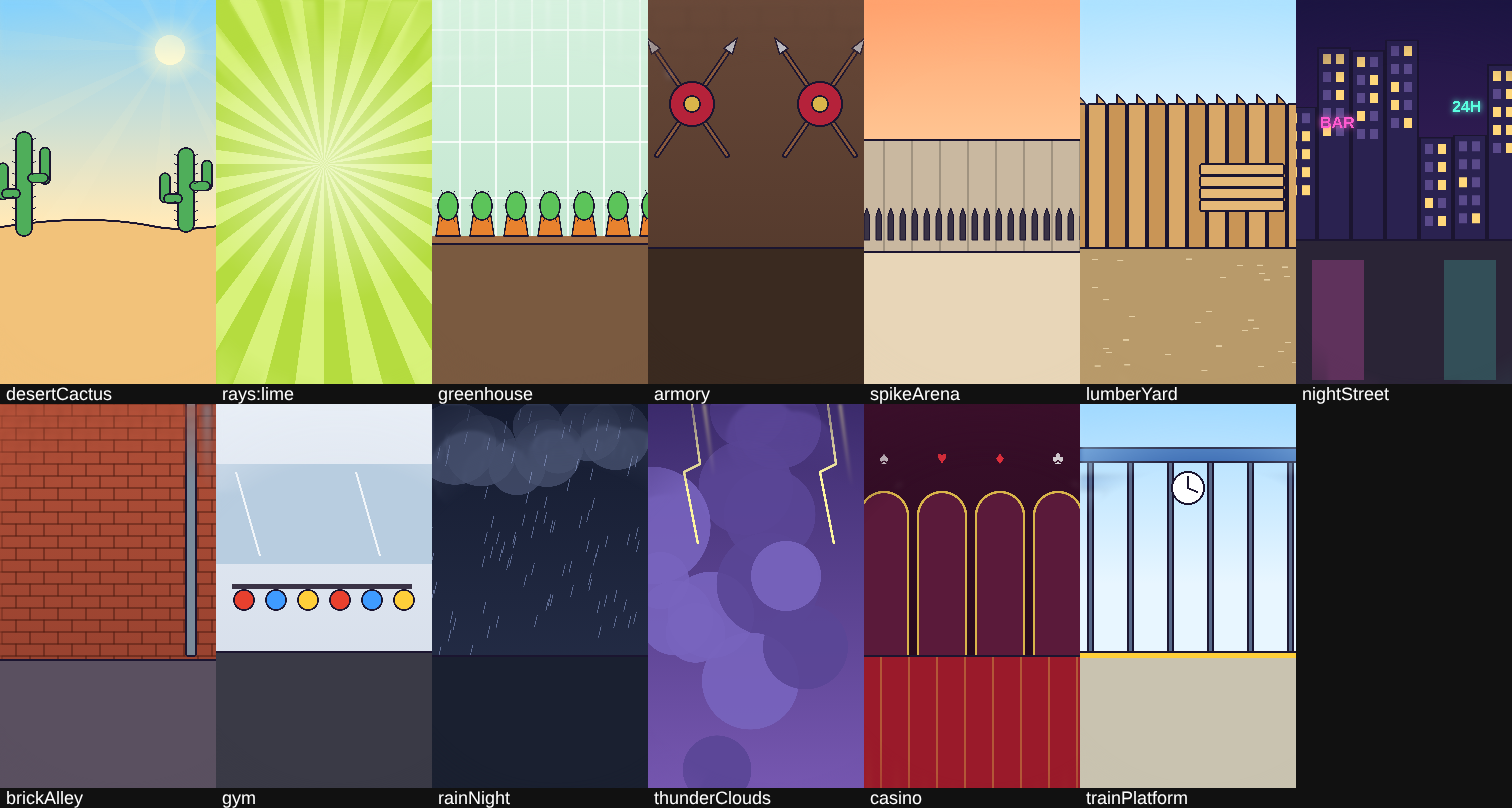 BAR
24H
desertCactus
rays:lime
greenhouse
armory
spikeArena
lumberYard
nightStreet
brickAlley
gym
rainNight
thunderClouds
casino
trainPlatform